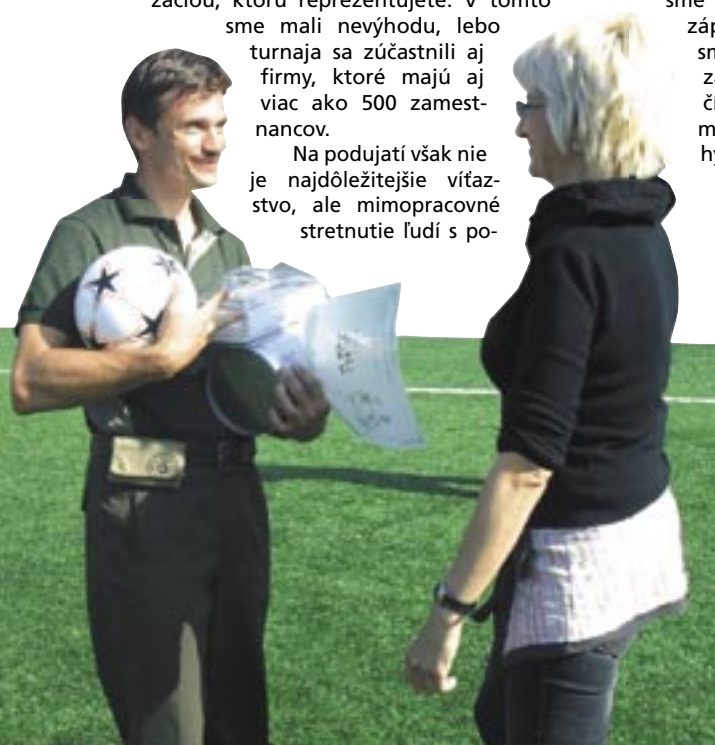 záciou, ktorú reprezentujete. V tomto
sme mali nevýhodu, lebo
turnaja sa zúčastnili aj
firmy, ktoré majú aj
viac ako 500 zamest-
nancov.
Na podujatí však nie
je najdôležitejšie víťaz-
stvo, ale mimopracovné
stretnutie ľudí s po-
sme
záp
sm
za
čí
m
hy